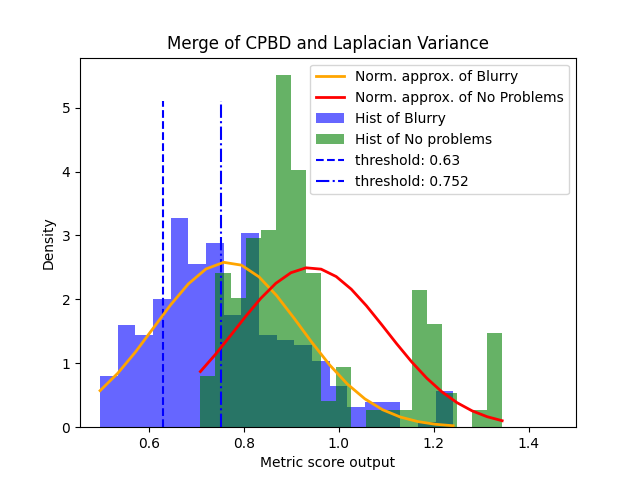 Merge of CPBD and Laplacian Variance
Norm. approx. of Blurry
Norm. approx. of No Problems
Hist of Blurry
Hist of No problems
threshold: 0.63
threshold: 0.752
Density
5
4
3
2
1
0
0.6 0.8 1.0 1.2 1.4
Metric score output